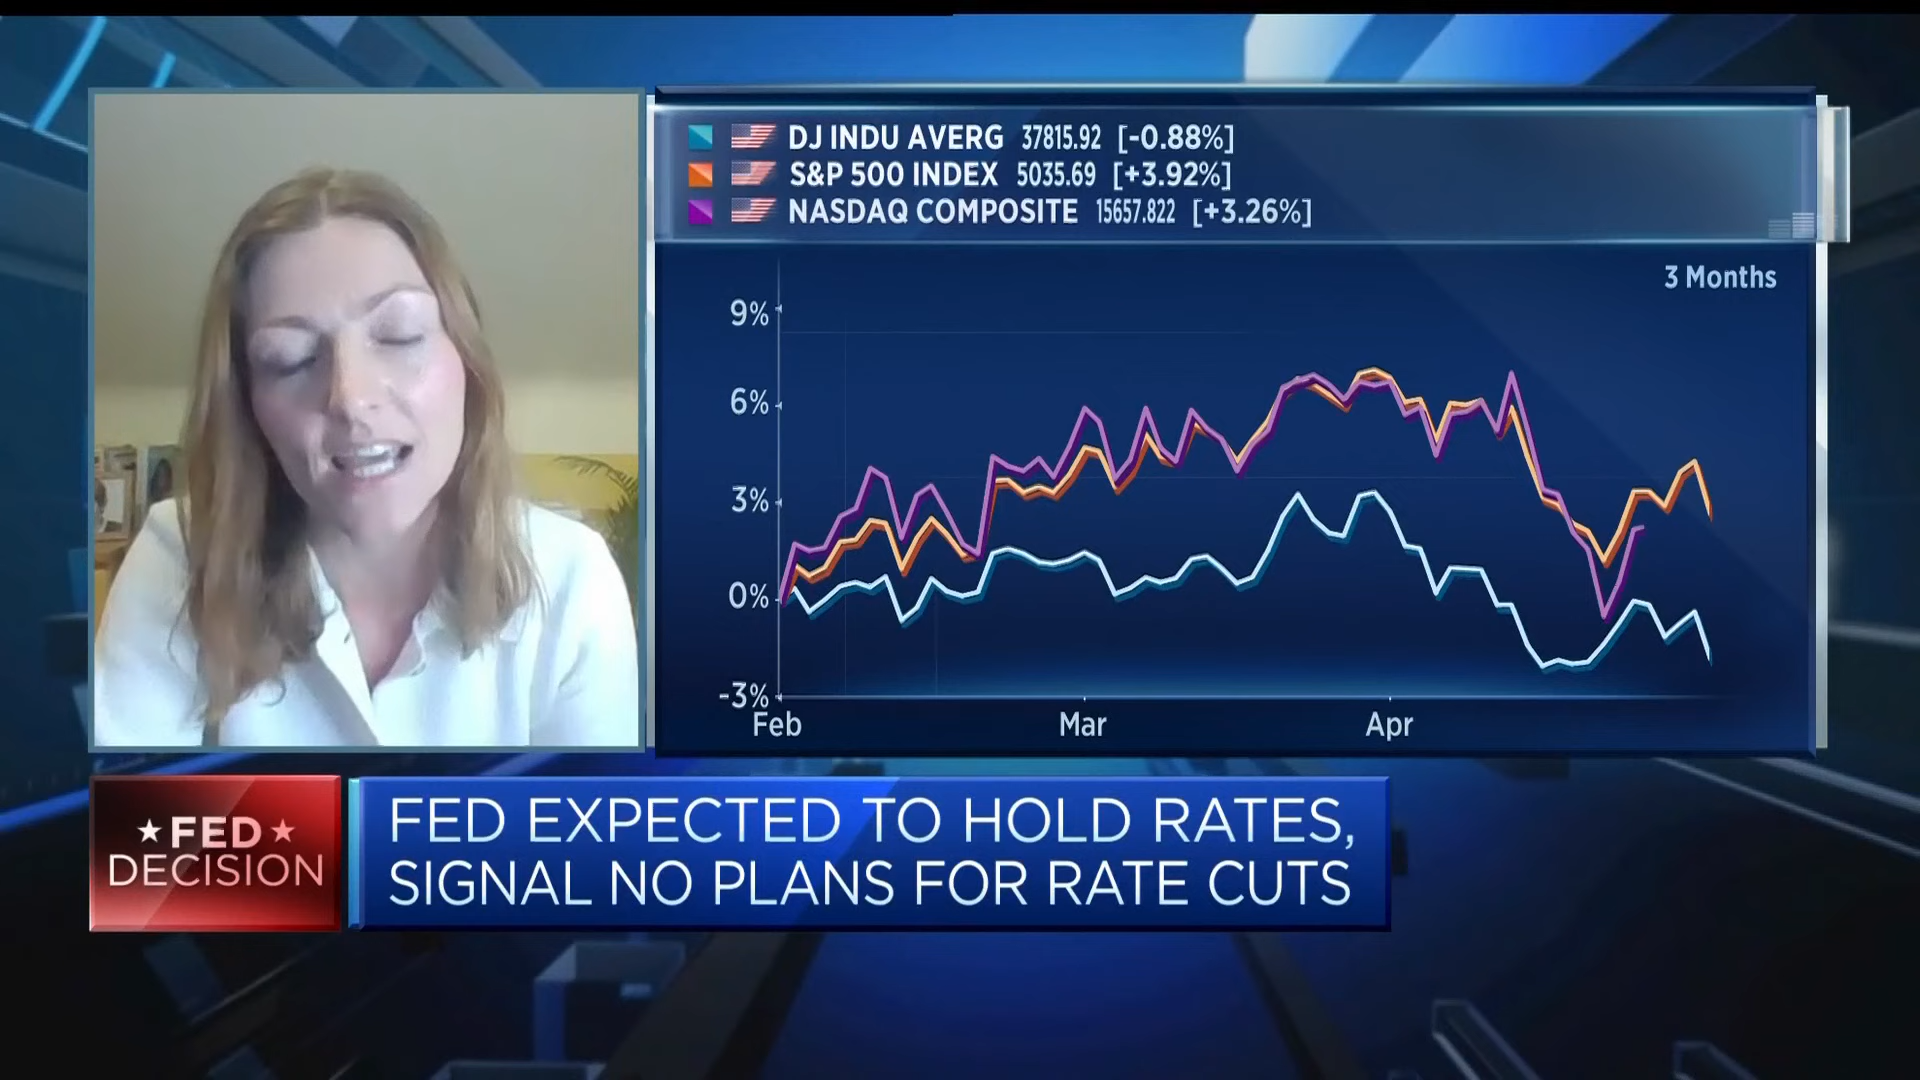 DJ INDU AVERG 37815.92 [-0.88%]
S&P 500 INDEX 5035.69 [+3.92%]
NASDAQ COMPOSITE 15657.822 [+3.26%]
3 Months
9%
6%
3%
0%
-3%
Feb Mar Apr
★FED★
DECISION
FED EXPECTED TO HOLD RATES,
SIGNAL NO PLANS FOR RATE CUTS